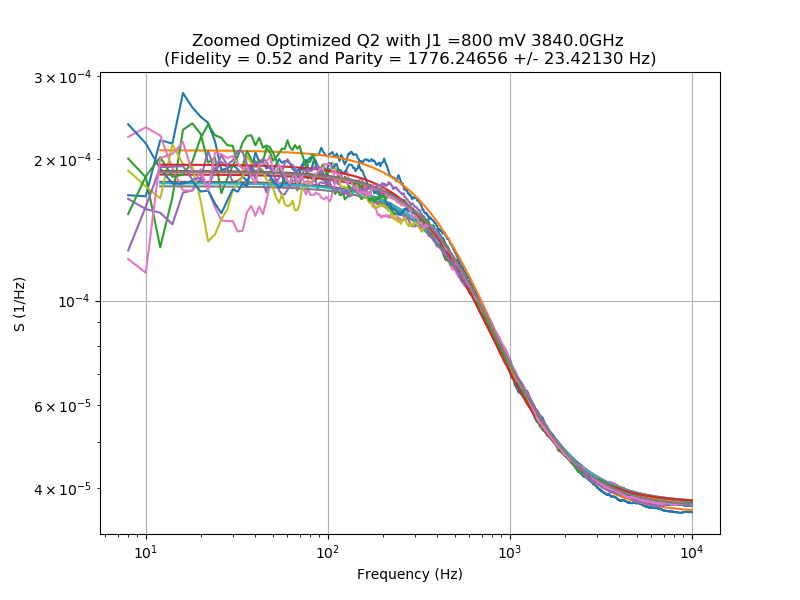 Zoomed Optimized Q2 with J1 =800 mV 3840.0GHz
(Fidelity = 0.52 and Parity = 1776.24656 +/- 23.42130 Hz)
3 × 10⁻⁴
2 × 10⁻⁴
10⁻⁴
6 × 10⁻⁵
4 × 10⁻⁵
S (1/Hz)
10¹ 10² 10³ 10⁴
Frequency (Hz)